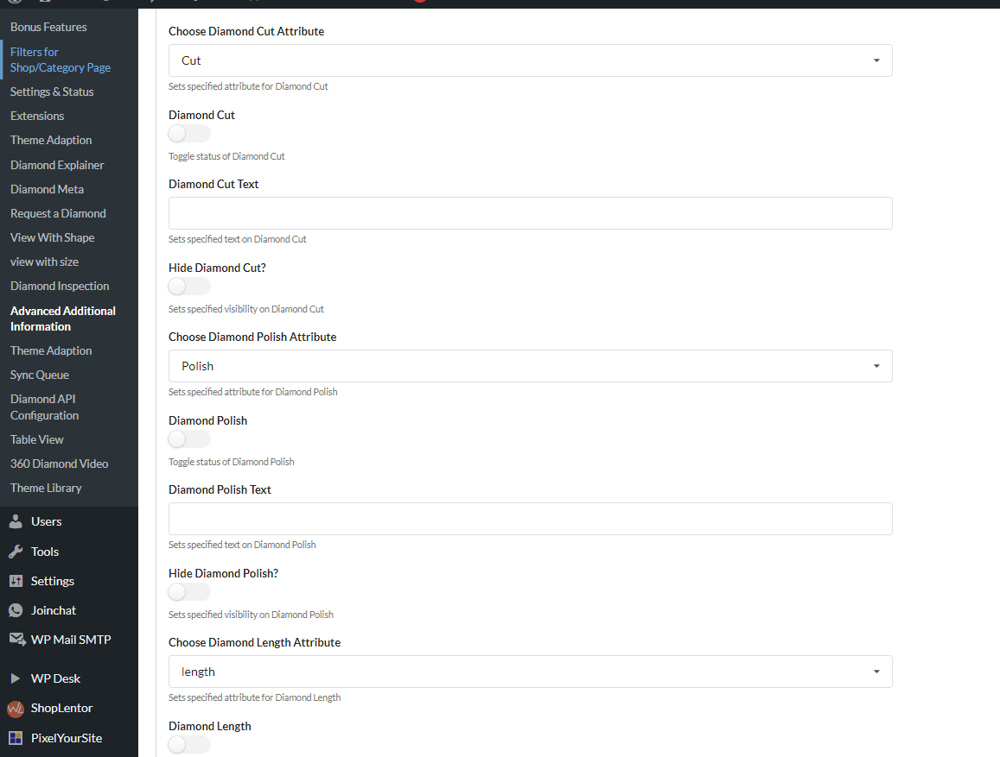 Bonus Features
Filters for
Shop/Category Page
Settings & Status
Extensions
Theme Adaption
Diamond Explainer
Diamond Meta
Request a Diamond
View With Shape
view with size
Diamond Inspection
Advanced Additional
Information
Theme Adaption
Sync Queue
Diamond API
Configuration
Table View
360 Diamond Video
Theme Library
Users
Tools
Settings
Joinchat
WP Mail SMTP
WP Desk
ShopLentor
PixelYourSite
Choose Diamond Cut Attribute
Cut
Sets specified attribute for Diamond Cut
Diamond Cut
Toggle status of Diamond Cut
Diamond Cut Text
Sets specified text on Diamond Cut
Hide Diamond Cut?
Sets specified visibility on Diamond Cut
Choose Diamond Polish Attribute
Polish
Sets specified attribute for Diamond Polish
Diamond Polish
Toggle status of Diamond Polish
Diamond Polish Text
Sets specified text on Diamond Polish
Hide Diamond Polish?
Sets specified visibility on Diamond Polish
Choose Diamond Length Attribute
length
Sets specified attribute for Diamond Length
Diamond Length